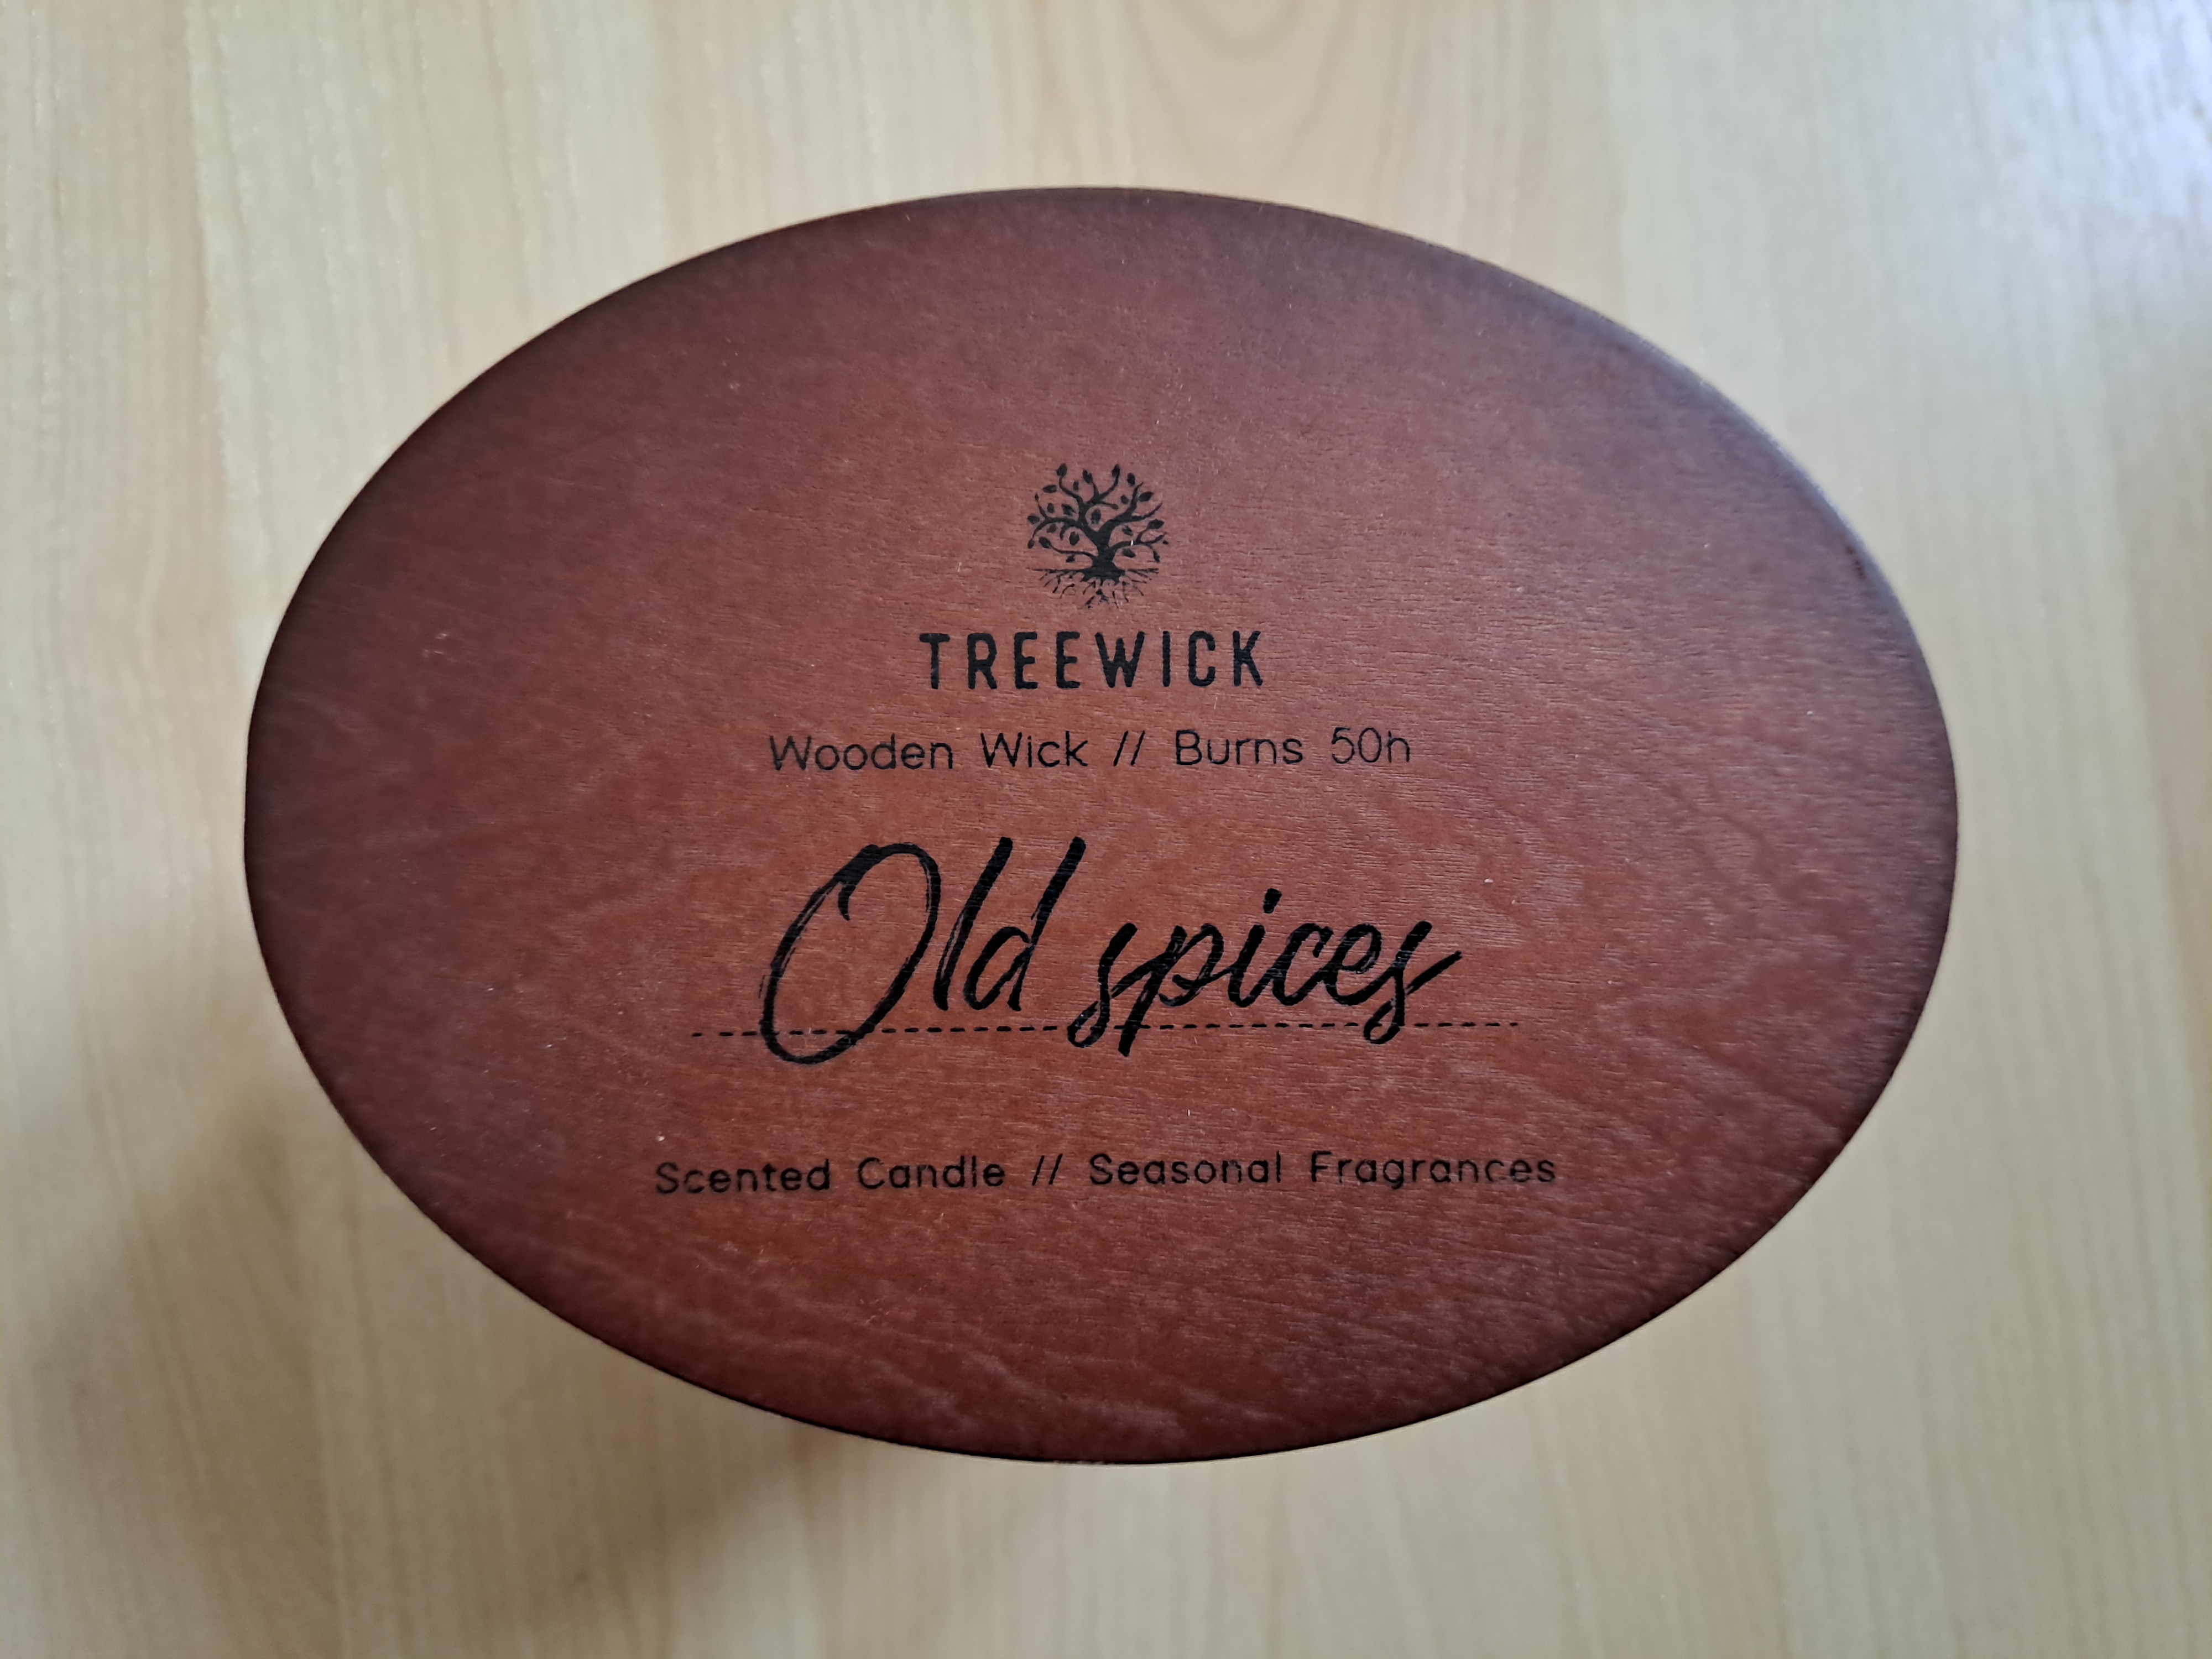 TREEWICK
Wooden Wick // Burns 50h
Old spices
Scented Candle // Seasonal Fragrances